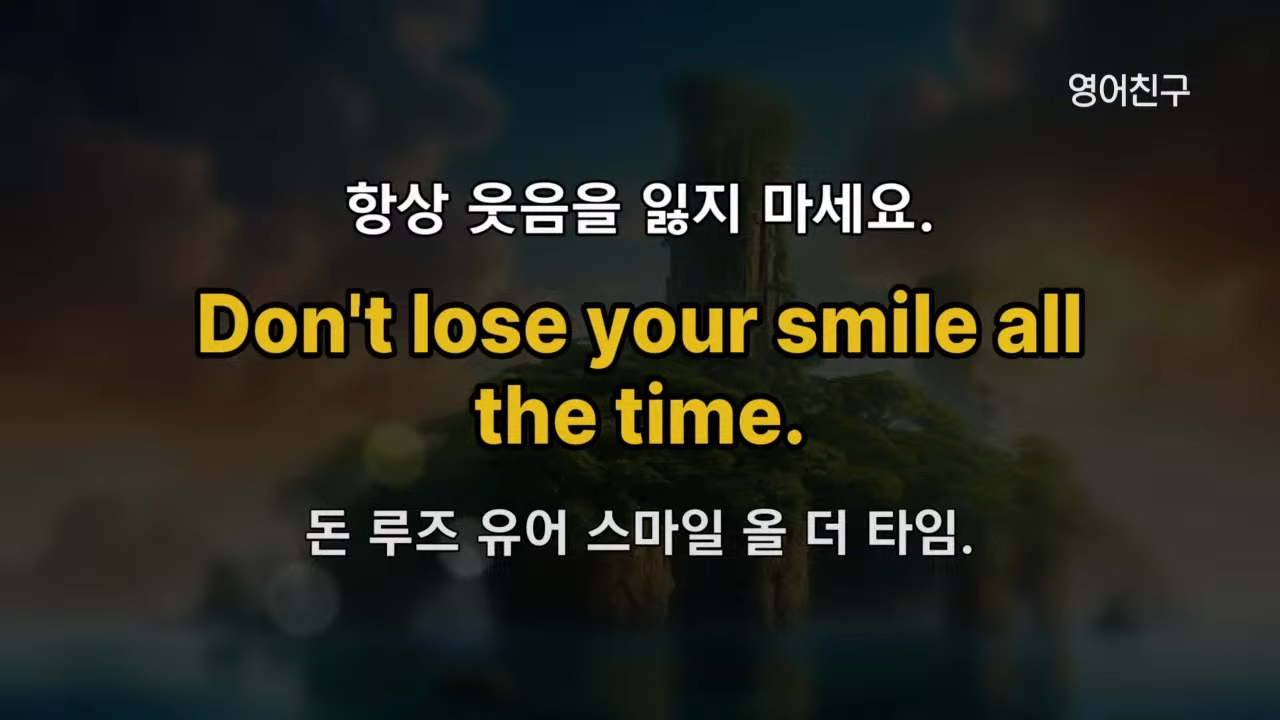 영어친구
항상 웃음을 잃지 마세요.
Don't lose your smile all
the time.
돈 루즈 유어 스마일 올 더 타임.